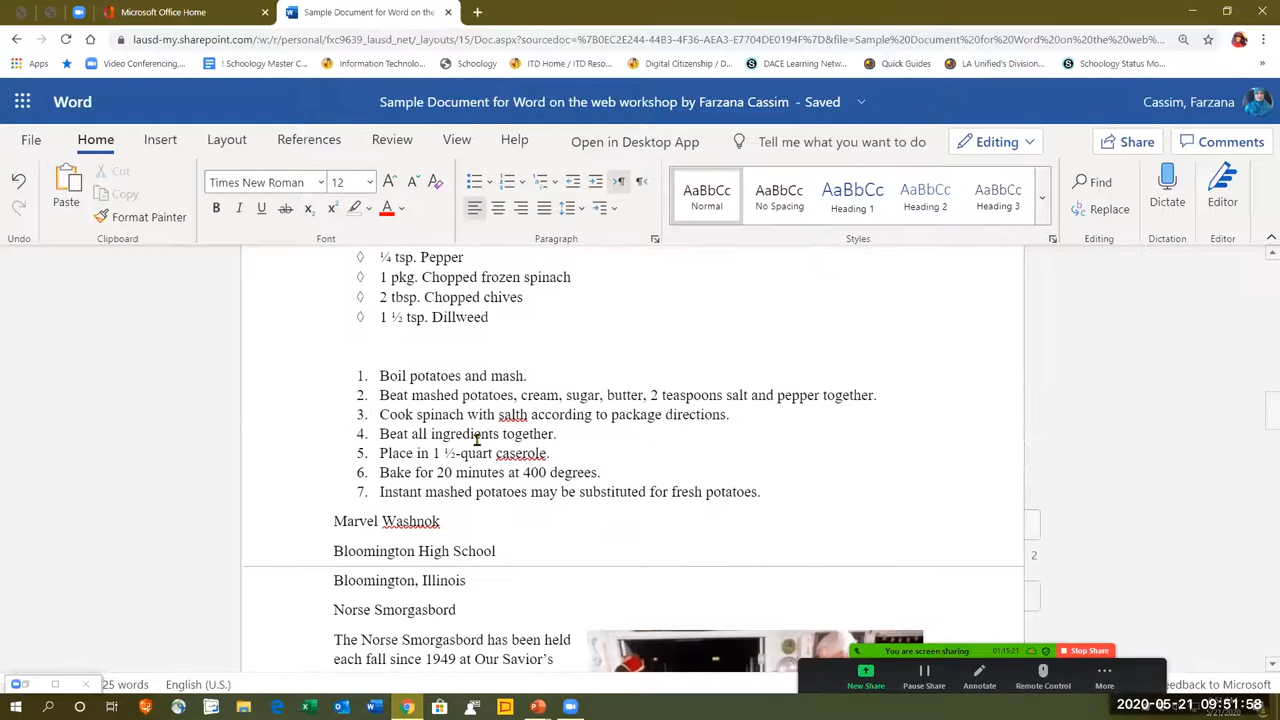 Microsoft Office Home
Sample Document for Word on the
lausd-my.sharepoint.com/:w:/r/personal/fxc9639_lausd_net/_layouts/15/Doc.aspx?sourcedoc=%7B0EC2E244-44B3-4F36-AEA3-E7704DE0194F%7D&file=Sample%20Document%20for%20Word%20on%20the%20web%...
Apps Video Conferencing,... ! Schoology Master C... Information Technolo... Schoology ITD Home / ITD Reso... Digital Citizenship / D... DACE Learning Netw... Quick Guides LA Unified's Division... Schoology Status Mo... »
Word Sample Document for Word on the web workshop by Farzana Cassim - Saved Cassim, Farzana
File Home Insert Layout References Review View Help Open in Desktop App Tell me what you want to do Editing Share Comments
Paste Cut Copy Format Painter
Times New Roman 12
B I U ab x₂ x² A
AaBbCc Normal AaBbCc No Spacing AaBbCc Heading 1 AaBbCc Heading 2 AaBbCc Heading 3
Find Replace Dictate Editor
Undo Clipboard Font Paragraph Styles Editing Dictation Editor
◊ ¼ tsp. Pepper
◊ 1 pkg. Chopped frozen spinach
◊ 2 tbsp. Chopped chives
◊ 1 ½ tsp. Dillweed
1. Boil potatoes and mash.
2. Beat mashed potatoes, cream, sugar, butter, 2 teaspoons salt and pepper together.
3. Cook spinach with salth according to package directions.
4. Beat all ingredients together.
5. Place in 1 ½-quart caserole.
6. Bake for 20 minutes at 400 degrees.
7. Instant mashed potatoes may be substituted for fresh potatoes.
Marvel Washnok
Bloomington High School
2
Bloomington, Illinois
Norse Smorgasbord
The Norse Smorgasbord has been held
each fall since 1949 at Our Savior's
You are screen sharing 01:15:21 Stop Share
New Share Pause Share Annotate Remote Control More
25 words English (U.S.) eedback to Microsoft
2020-05-21 09:51:58